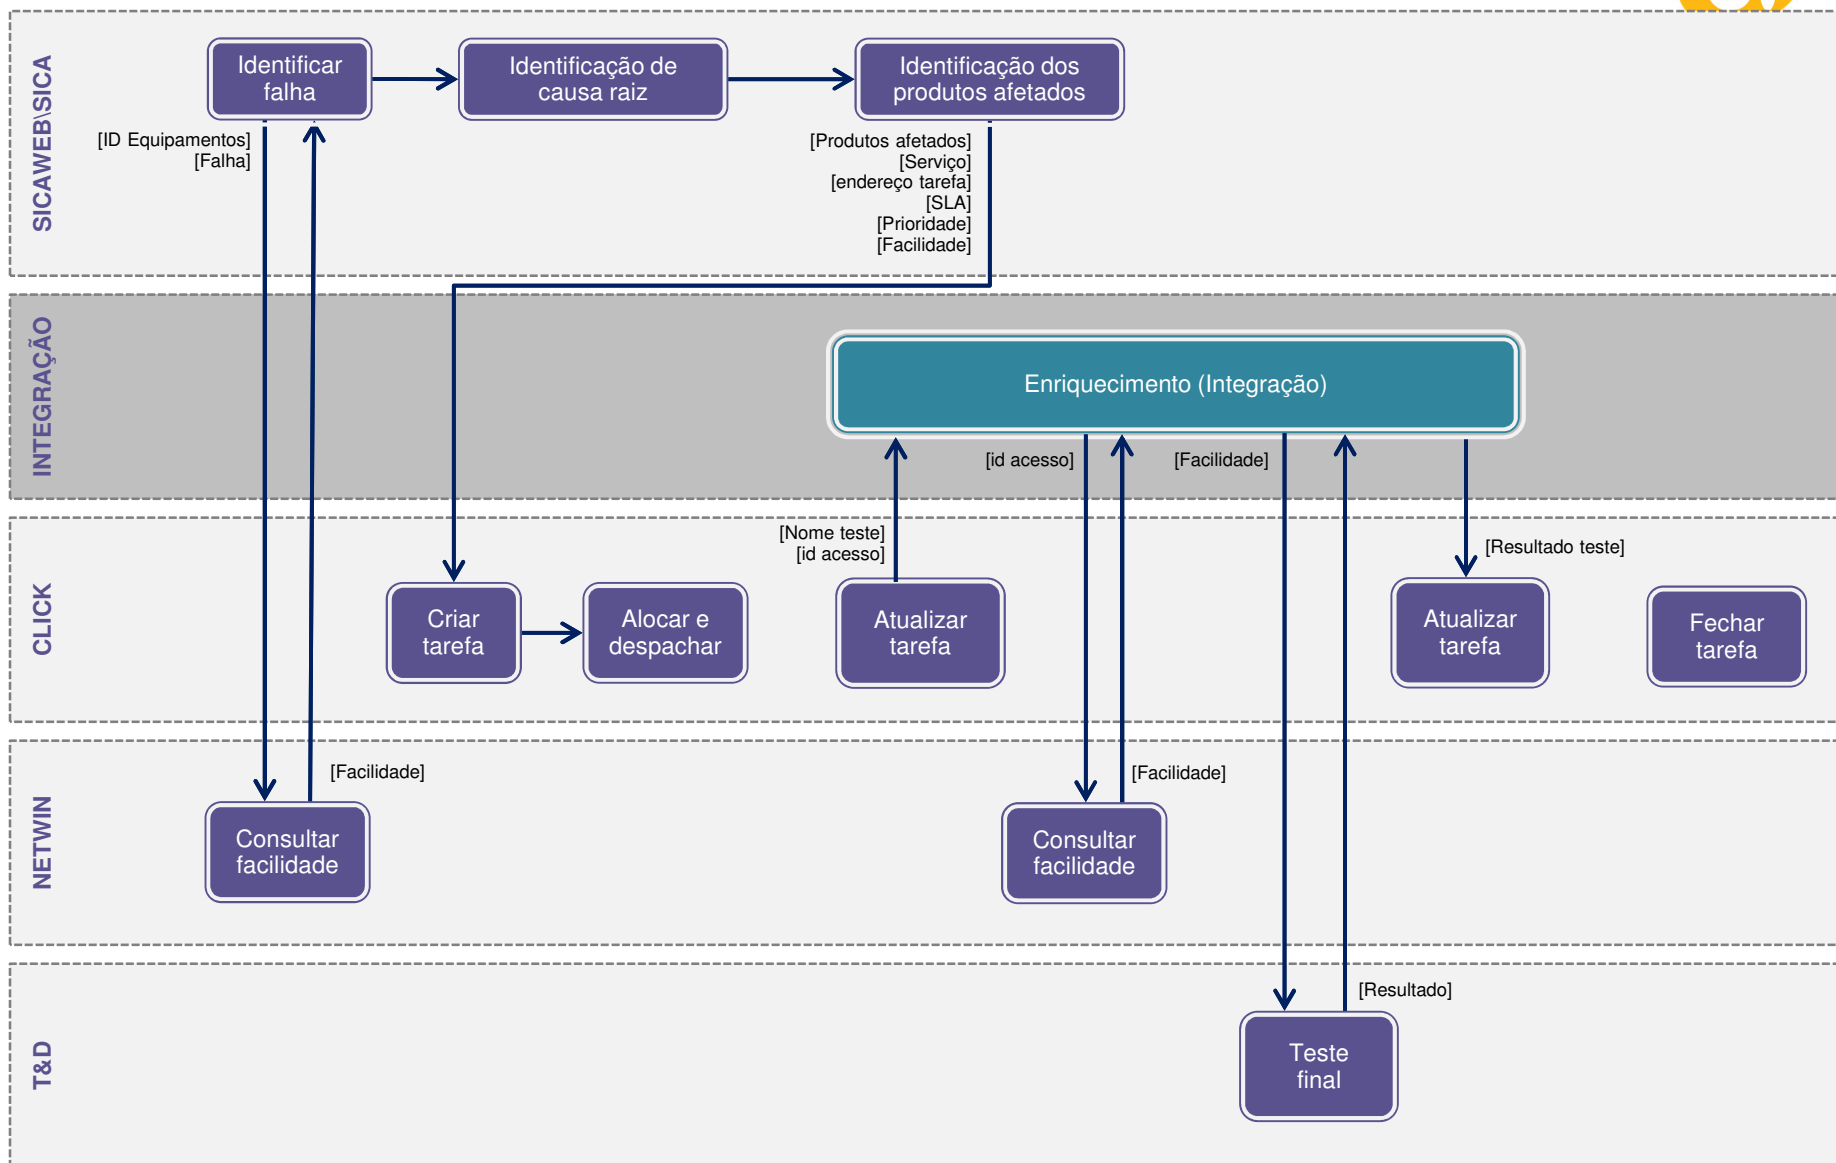 SICAWEB\SICA
Identificar
falha
Identificação de
causa raiz
Identificação dos
produtos afetados
[ID Equipamentos]
[Falha]
[Produtos afetados]
[Serviço]
[endereço tarefa]
[SLA]
[Prioridade]
[Facilidade]
INTEGRAÇÃO
Enriquecimento (Integração)
[id acesso]
[Facilidade]
CLICK
[Nome teste]
[id acesso]
[Resultado teste]
Criar
tarefa
Alocar e
despachar
Atualizar
tarefa
Atualizar
tarefa
Fechar
tarefa
NETWIN
[Facilidade]
[Facilidade]
Consultar
facilidade
Consultar
facilidade
T&D
[Resultado]
Teste
final